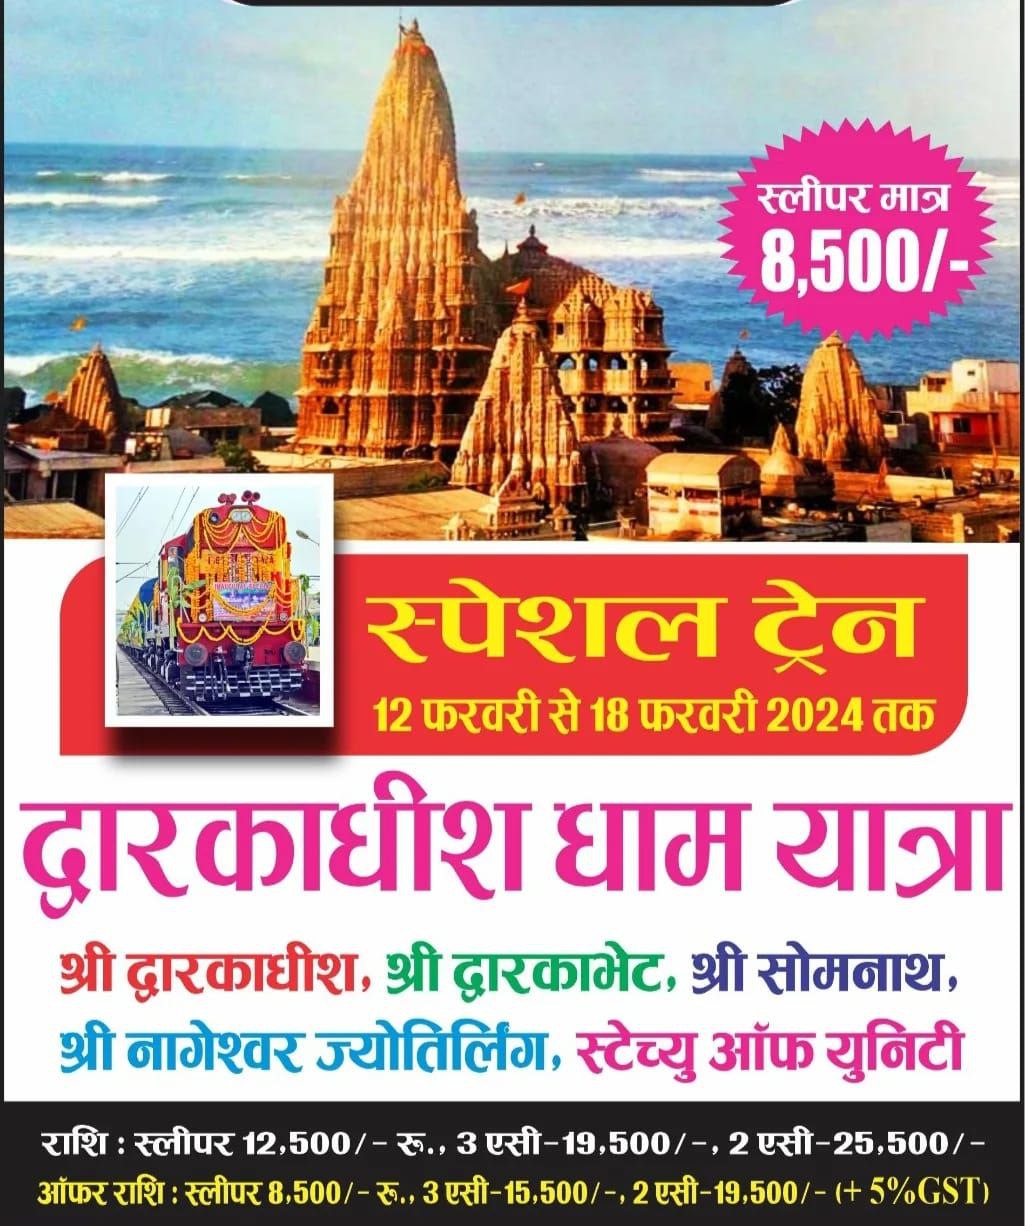 स्लीपर मात्र
8,500/-
स्पेशल ट्रेन
12 फरवरी से 18 फरवरी 2024 तक
द्वारकाधीश धाम यात्रा
श्री द्वारकाधीश, श्री द्वारकाभेट, श्री सोमनाथ,
श्री नागेश्वर ज्योतिर्लिंग, स्टेच्यु ऑफ युनिटी
राशि : स्लीपर 12,500/- रू., 3 एसी-19,500/-, 2 एसी-25,500/-
ऑफर राशि : स्लीपर 8,500/- रू., 3 एसी-15,500/-, 2 एसी-19,500/- (+ 5%GST)